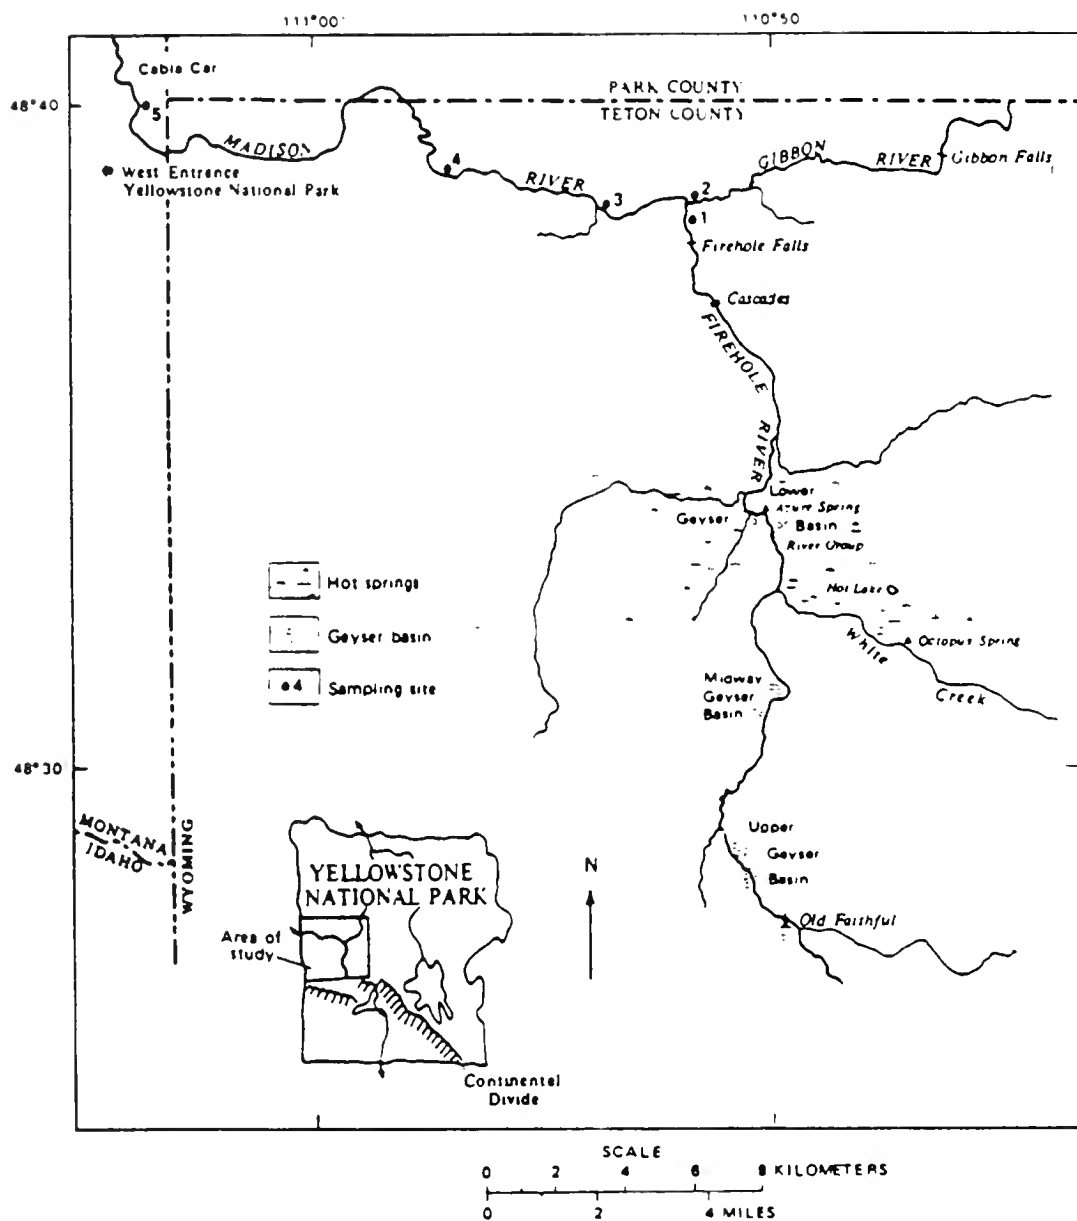 111°00'
110°50'
Cabia Car
48°40
5
PARK COUNTY
TETON COUNTY
MADISON
RIVER
GIBBON
RIVER
Gibbon Falls
West Entrance
Yellowstone National Park
4
3
2
1
Firehole Falls
Cascades
FIREHOLE
RIVER
Lower
Geyser
Azure Spring
Basin
River Group
Hot Lake
Octopus Spring
White
Creek
Hot springs
Geyser basin
4 Sampling site
Midway
Geyser
Basin
48°30
MONTANA
IDAHO
WYOMING
Upper
Geyser
Basin
Old Faithful
YELLOWSTONE
NATIONAL PARK
N
Area of
study
Continental
Divide
SCALE
0 2 4 6 8 KILOMETERS
0 2 4 MILES